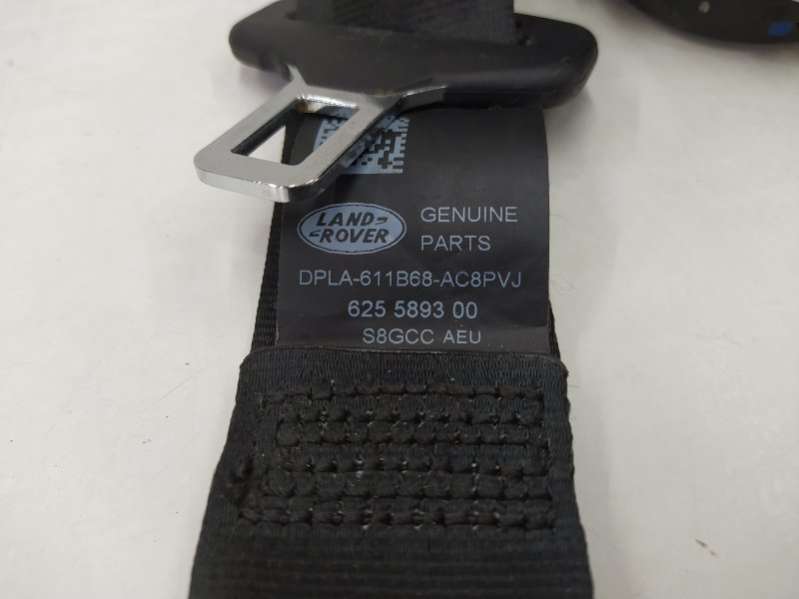 LAND
ROVER
GENUINE
PARTS
DPLA-611B68-AC8PVJ
625 5893 00
S8GCC AEU